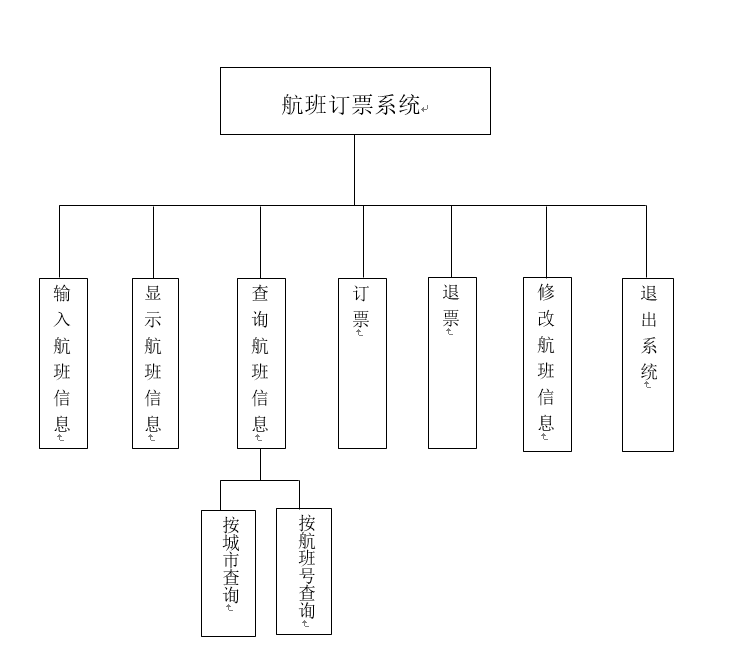 航班订票系统
输入航班信息
显示航班信息
查询航班信息
订票
退票
修改航班信息
退出系统
按城市查询
按航班号查询